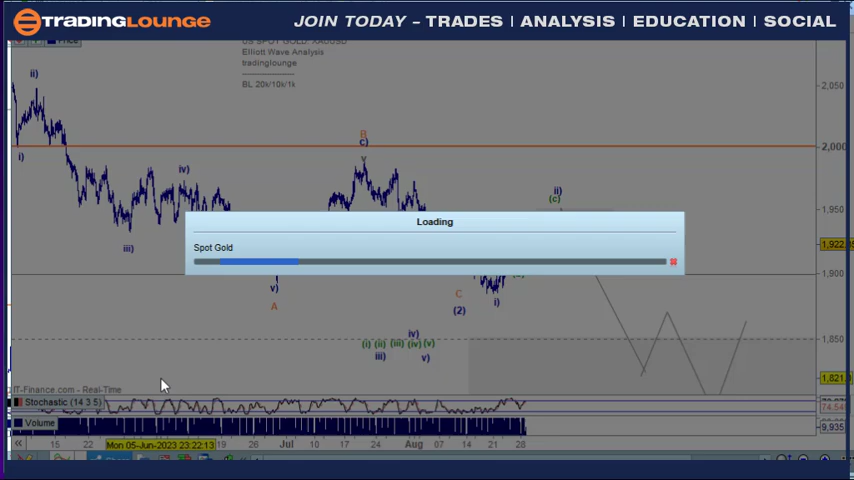 TRADINGLOUNGE
JOIN TODAY – TRADES | ANALYSIS | EDUCATION | SOCIAL
Price
US SPOT GOLD: XAUUSD
Elliott Wave Analysis
tradinglounge
BL 20k/10k/1k
ii)
i)
iii)
iv)
v)
A
B
c)
v
C
(2)
i)
ii)
(c)
iv)
(i) (ii) (iii) (iv) (v)
iii)
v)
2,050
2,000
1,950
1,922
1,900
1,850
1,821
Loading
Spot Gold
IT-Finance.com - Real-Time
Stochastic (14 3 5)
74.54
Volume
9,935
15 22 Mon 05-Jun-2023 23:22:13 19 26 Jul 10 17 24 Aug 07 14 21 28